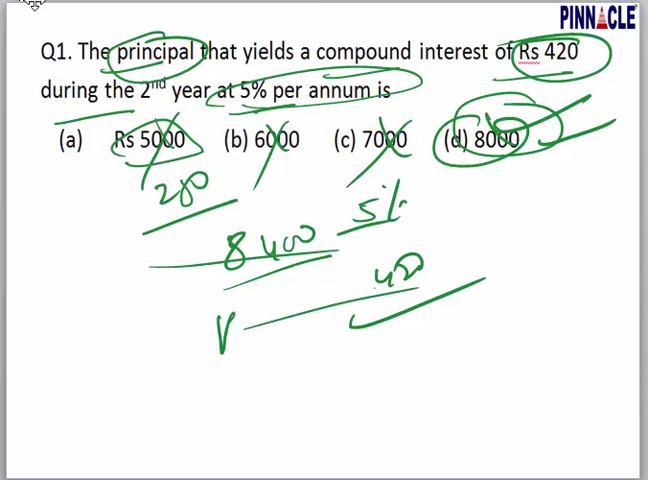 PINNACLE
Q1. The principal that yields a compound interest of Rs 420
during the 2nd year at 5% per annum is
(a) Rs 5000 (b) 6000 (c) 7000 (d) 8000
5%
8400
420